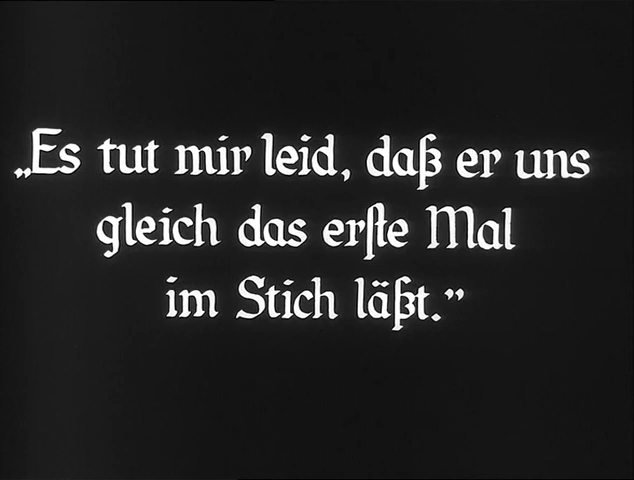 „Es tut mir leid, daß er uns
gleich das erſte Mal
im Stich läßt.”